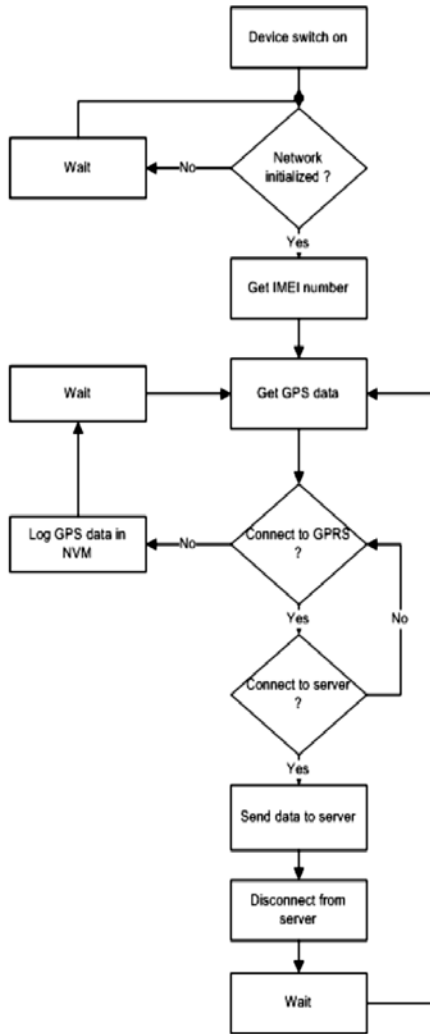 Device switch on
Network
initialized ?
No
Wait
Yes
Get IMEI number
Wait
Get GPS data
Log GPS data in
NVM
No
Connect to GPRS
?
Yes
No
Connect to server
?
Yes
Send data to server
Disconnect from
server
Wait